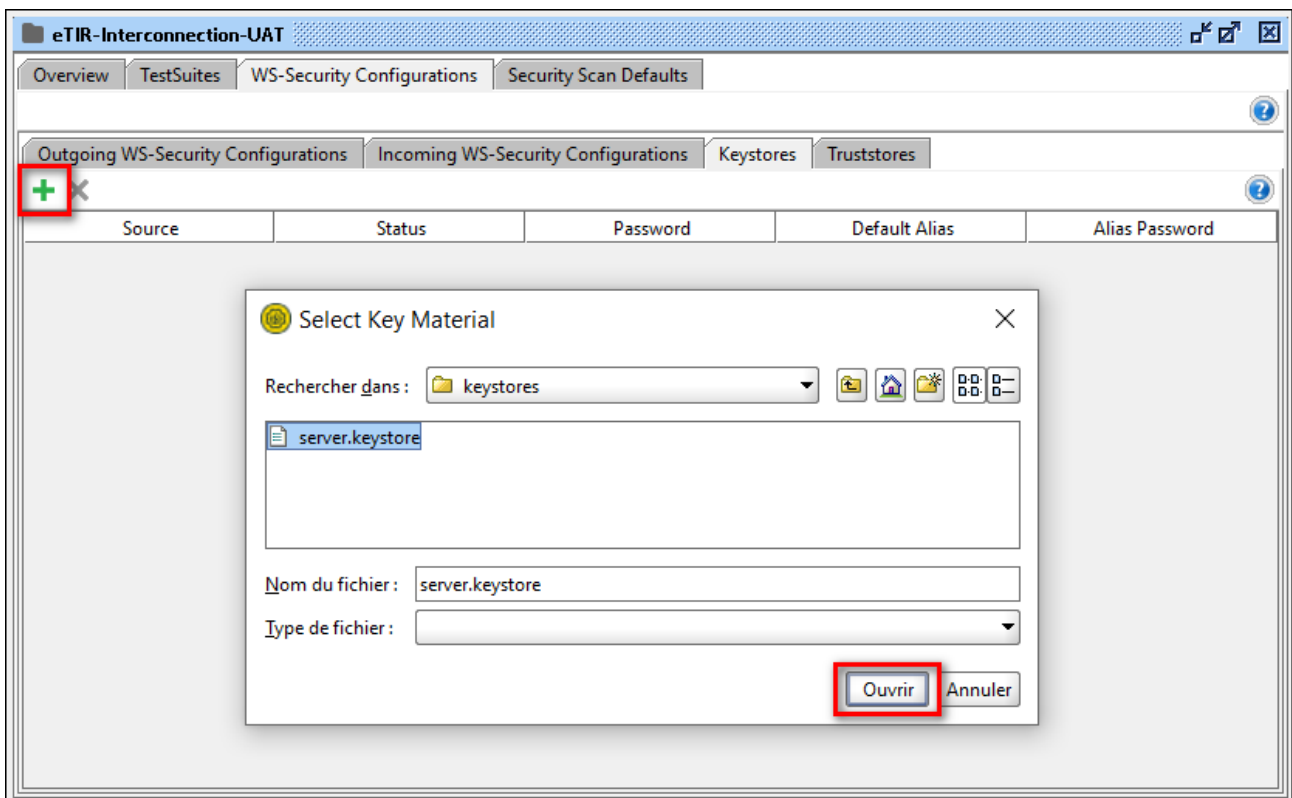 eTIR-Interconnection-UAT
Overview TestSuites WS-Security Configurations Security Scan Defaults
Outgoing WS-Security Configurations Incoming WS-Security Configurations Keystores Truststores
Source Status Password Default Alias Alias Password
Select Key Material
Rechercher dans : keystores
server.keystore
Nom du fichier : server.keystore
Type de fichier :
Ouvrir Annuler